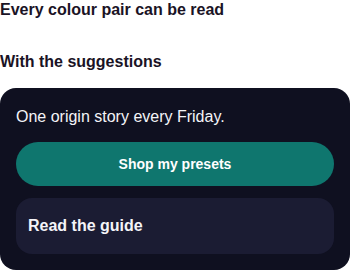 Every colour pair can be read
With the suggestions
One origin story every Friday.
Shop my presets
Read the guide